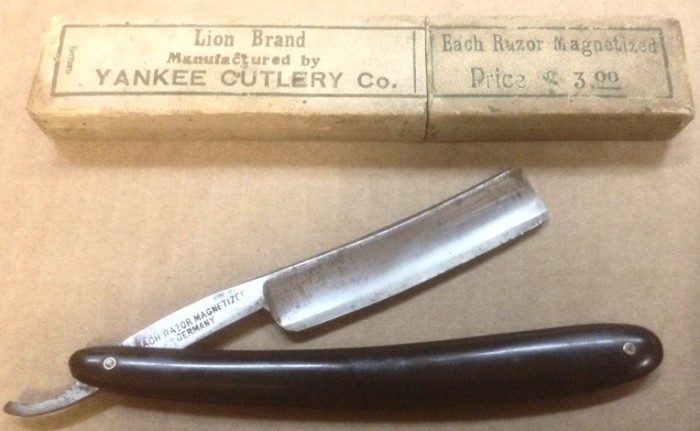 Lion Brand
Manufactured by
YANKEE CUTLERY Co.
Each Razor Magnetized
Price $ 3.00
EACH RAZOR MAGNETIZED
GERMANY